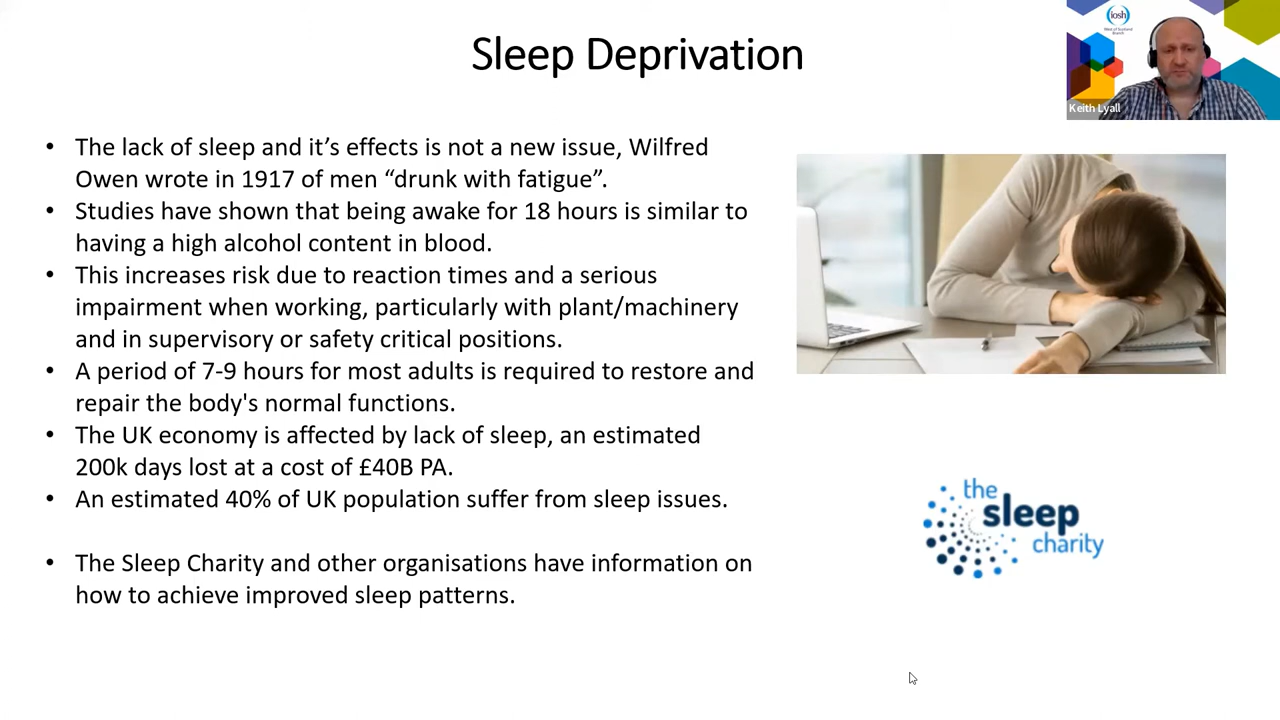 Sleep Deprivation
iosh
Keith Lyall
• The lack of sleep and it’s effects is not a new issue, Wilfred
Owen wrote in 1917 of men “drunk with fatigue”.
• Studies have shown that being awake for 18 hours is similar to
having a high alcohol content in blood.
• This increases risk due to reaction times and a serious
impairment when working, particularly with plant/machinery
and in supervisory or safety critical positions.
• A period of 7-9 hours for most adults is required to restore and
repair the body's normal functions.
• The UK economy is affected by lack of sleep, an estimated
200k days lost at a cost of £40B PA.
• An estimated 40% of UK population suffer from sleep issues.
• The Sleep Charity and other organisations have information on
how to achieve improved sleep patterns.
the
sleep
charity